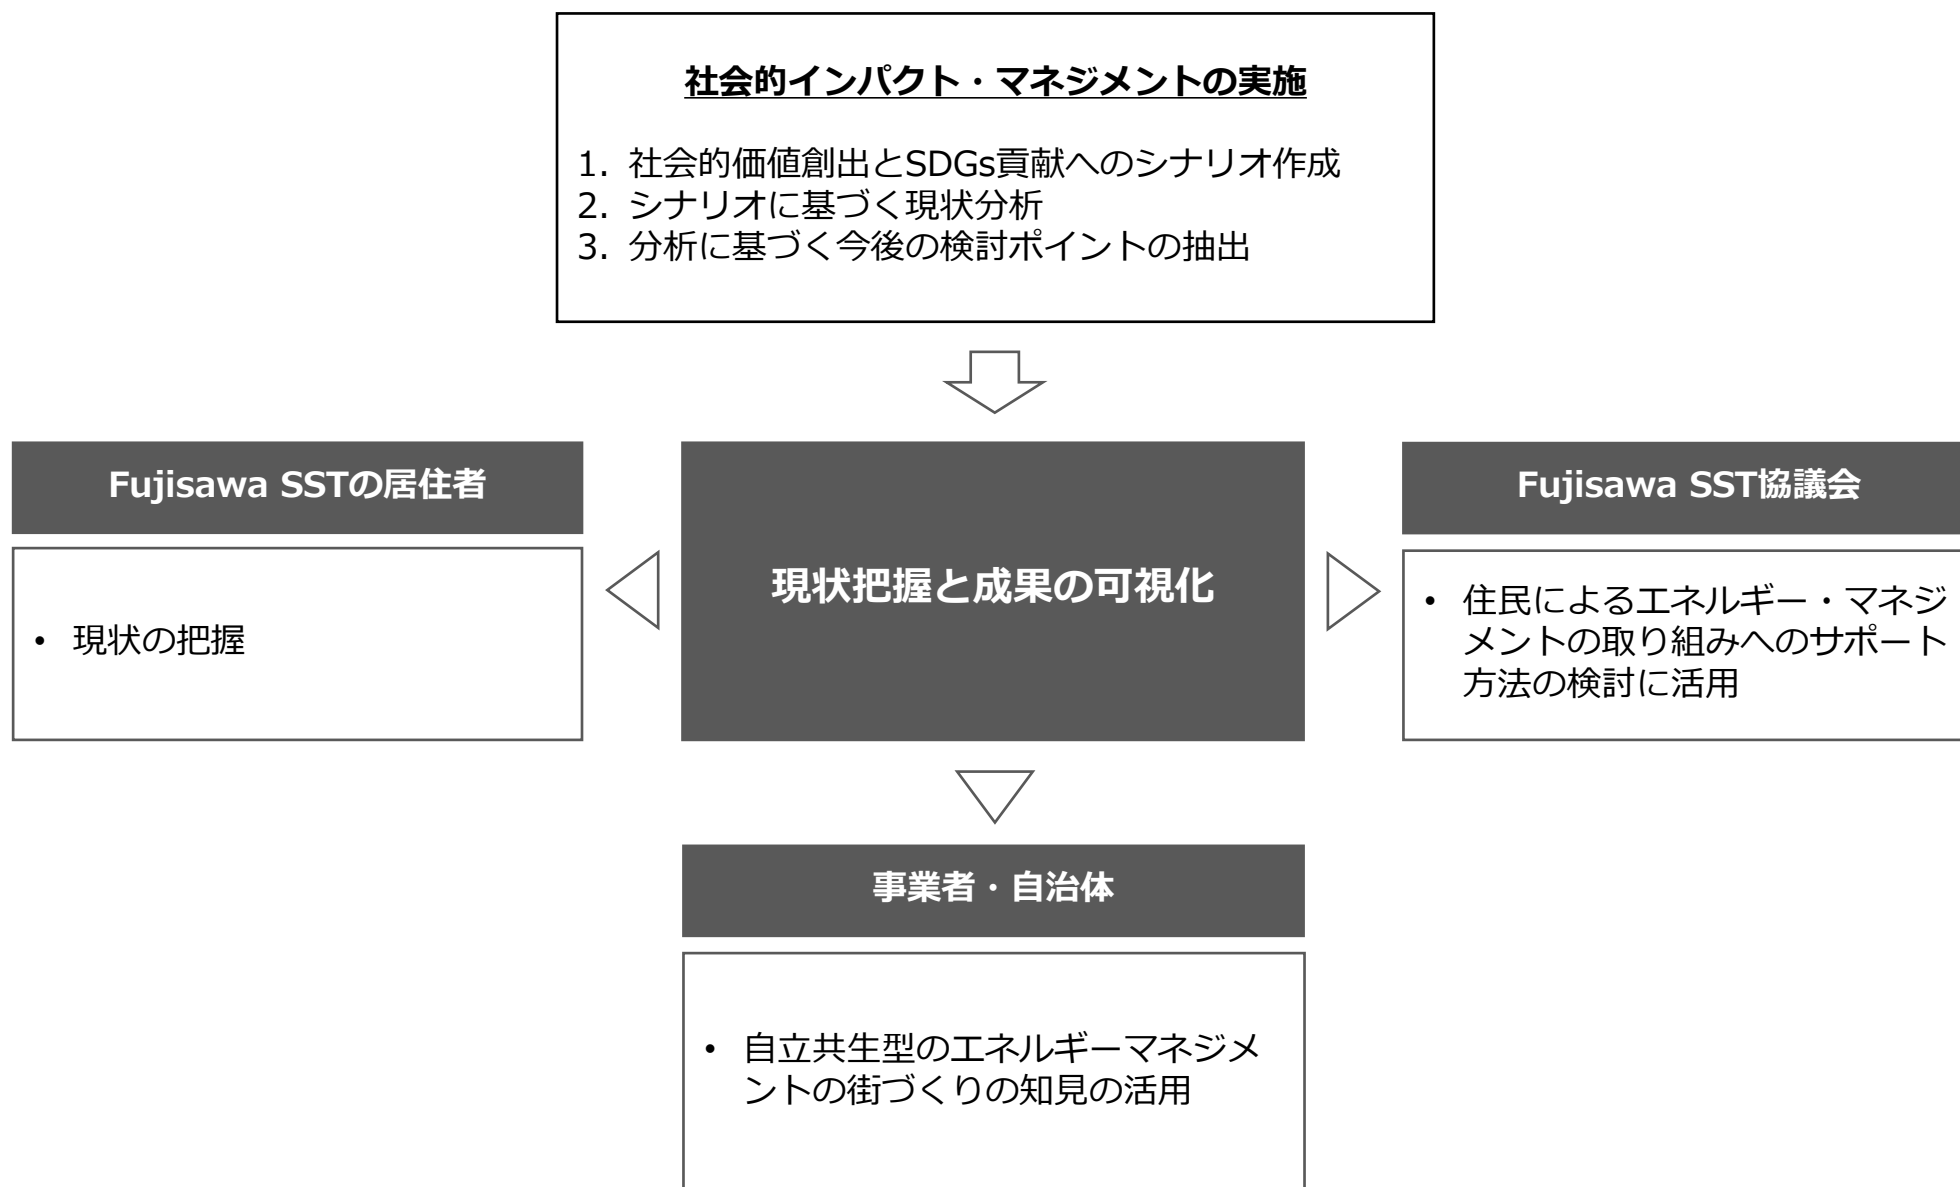 社会的インパクト・マネジメントの実施
1. 社会的価値創出とSDGs貢献へのシナリオ作成
2. シナリオに基づく現状分析
3. 分析に基づく今後の検討ポイントの抽出
Fujisawa SSTの居住者
• 現状の把握
現状把握と成果の可視化
Fujisawa SST協議会
• 住民によるエネルギー・マネジ
メントの取り組みへのサポート
方法の検討に活用
事業者・自治体
• 自立共生型のエネルギーマネジメ
ントの街づくりの知見の活用